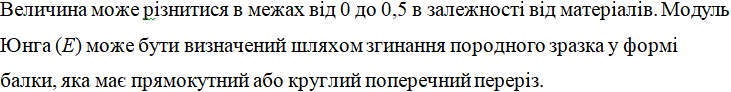 Величина може різнитися в межах від 0 до 0,5 в залежності від матеріалів. Модуль
Юнга (E) може бути визначений шляхом згинання породного зразка у формі
балки, яка має прямокутний або круглий поперечний переріз.